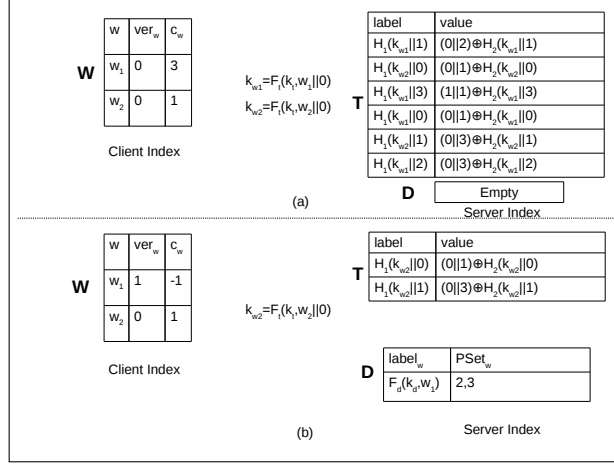 W
w ver_w c_w
w_1 0 3
w_2 0 1
Client Index
k_w1=F_t(k_t,w_1||0)
k_w2=F_t(k_t,w_2||0)
T
label value
H_1(k_w1||1) (0||2)⊕H_2(k_w1||1)
H_1(k_w2||0) (0||1)⊕H_2(k_w2||0)
H_1(k_w1||3) (1||1)⊕H_2(k_w1||3)
H_1(k_w1||0) (0||1)⊕H_2(k_w1||0)
H_1(k_w2||1) (0||3)⊕H_2(k_w2||1)
H_1(k_w1||2) (0||3)⊕H_2(k_w1||2)
D Empty
Server Index
(a)
W
w ver_w c_w
w_1 1 -1
w_2 0 1
Client Index
k_w2=F_t(k_t,w_2||0)
T
label value
H_1(k_w2||0) (0||1)⊕H_2(k_w2||0)
H_1(k_w2||1) (0||3)⊕H_2(k_w2||1)
D
label_w PSet_w
F_d(k_d,w_1) 2,3
Server Index
(b)